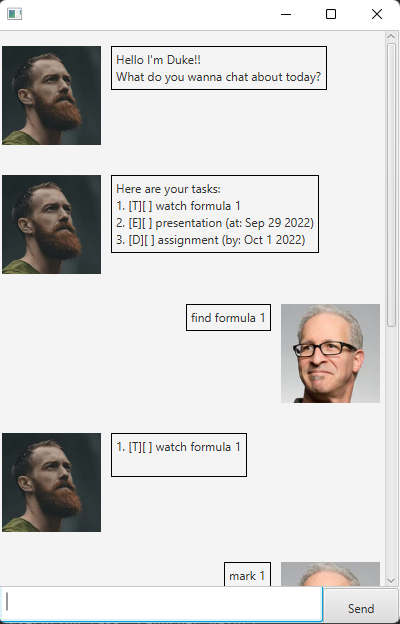 Hello I'm Duke!!
What do you wanna chat about today?
Here are your tasks:
1. [T][ ] watch formula 1
2. [E][ ] presentation (at: Sep 29 2022)
3. [D][ ] assignment (by: Oct 1 2022)
find formula 1
1. [T][ ] watch formula 1
mark 1
Send